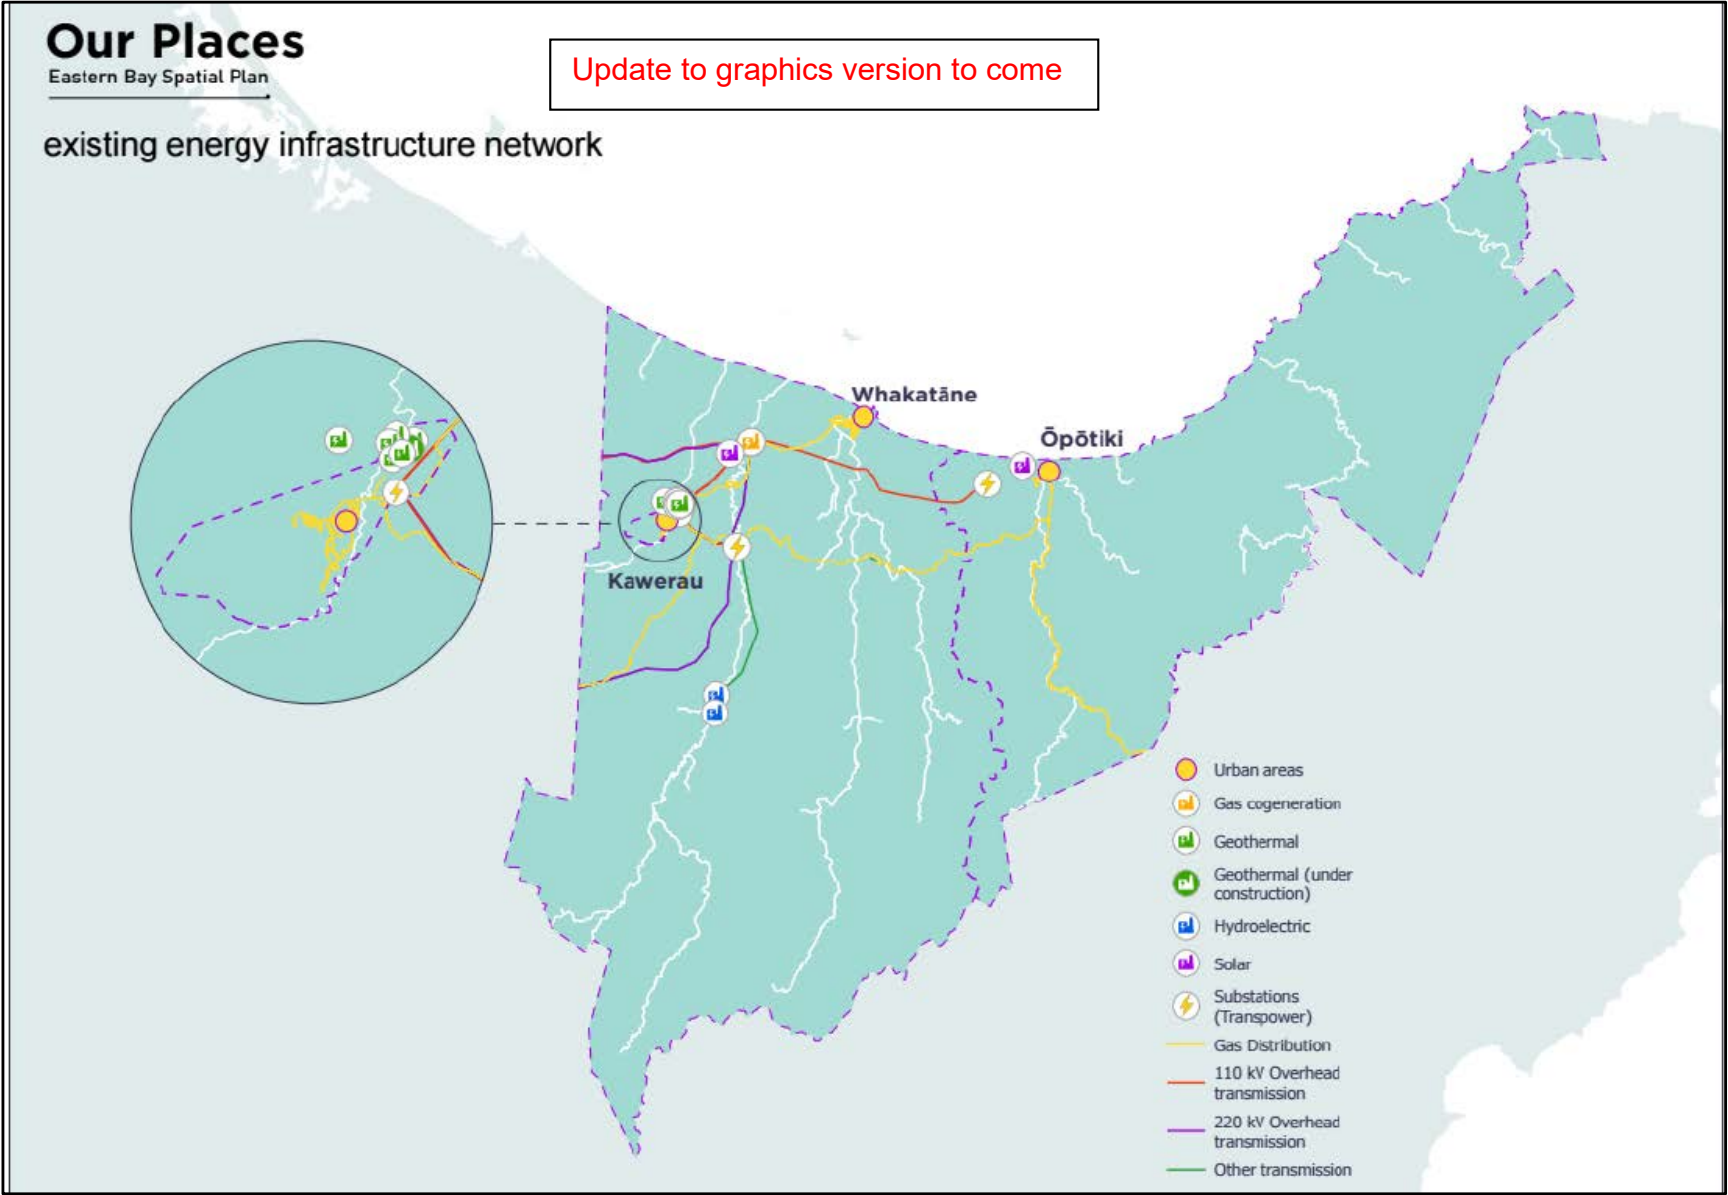 Our Places
Eastern Bay Spatial Plan
Update to graphics version to come
existing energy infrastructure network
Whakatāne
Ōpōtiki
Kawerau
Urban areas
Gas cogeneration
Geothermal
Geothermal (under
construction)
Hydroelectric
Solar
Substations
(Transpower)
Gas Distribution
110 kV Overhead
transmission
220 kV Overhead
transmission
Other transmission